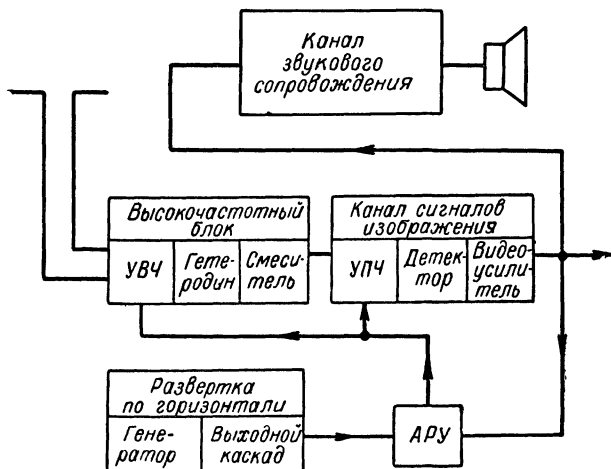 Канал
звукового
сопровождения
Высокочастотный
блок
УВЧ
Гете-
родин
Смеси-
тель
Канал сигналов
изображения
УПЧ
Детек-
тор
Видео-
усили-
тель
Развертка
по горизонтали
Гене-
ратор
Выходной
каскад
АРУ